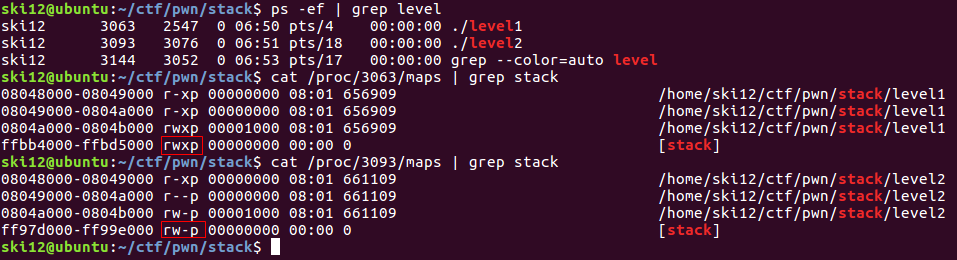 ski12@ubuntu:~/ctf/pwn/stack$ ps -ef | grep level
ski12     3063  2547  0 06:50 pts/4    00:00:00 ./level1
ski12     3093  3076  0 06:51 pts/18   00:00:00 ./level2
ski12     3144  3052  0 06:53 pts/17   00:00:00 grep --color=auto level
ski12@ubuntu:~/ctf/pwn/stack$ cat /proc/3063/maps | grep stack
08048000-08049000 r-xp 00000000 08:01 656909 /home/ski12/ctf/pwn/stack/level1
08049000-0804a000 r-xp 00000000 08:01 656909 /home/ski12/ctf/pwn/stack/level1
0804a000-0804b000 rwxp 00001000 08:01 656909 /home/ski12/ctf/pwn/stack/level1
ffbb4000-ffbd5000 rwxp 00000000 00:00 0 [stack]
ski12@ubuntu:~/ctf/pwn/stack$ cat /proc/3093/maps | grep stack
08048000-08049000 r-xp 00000000 08:01 661109 /home/ski12/ctf/pwn/stack/level2
08049000-0804a000 r--p 00000000 08:01 661109 /home/ski12/ctf/pwn/stack/level2
0804a000-0804b000 rw-p 00001000 08:01 661109 /home/ski12/ctf/pwn/stack/level2
ff97d000-ff99e000 rw-p 00000000 00:00 0 [stack]
ski12@ubuntu:~/ctf/pwn/stack$